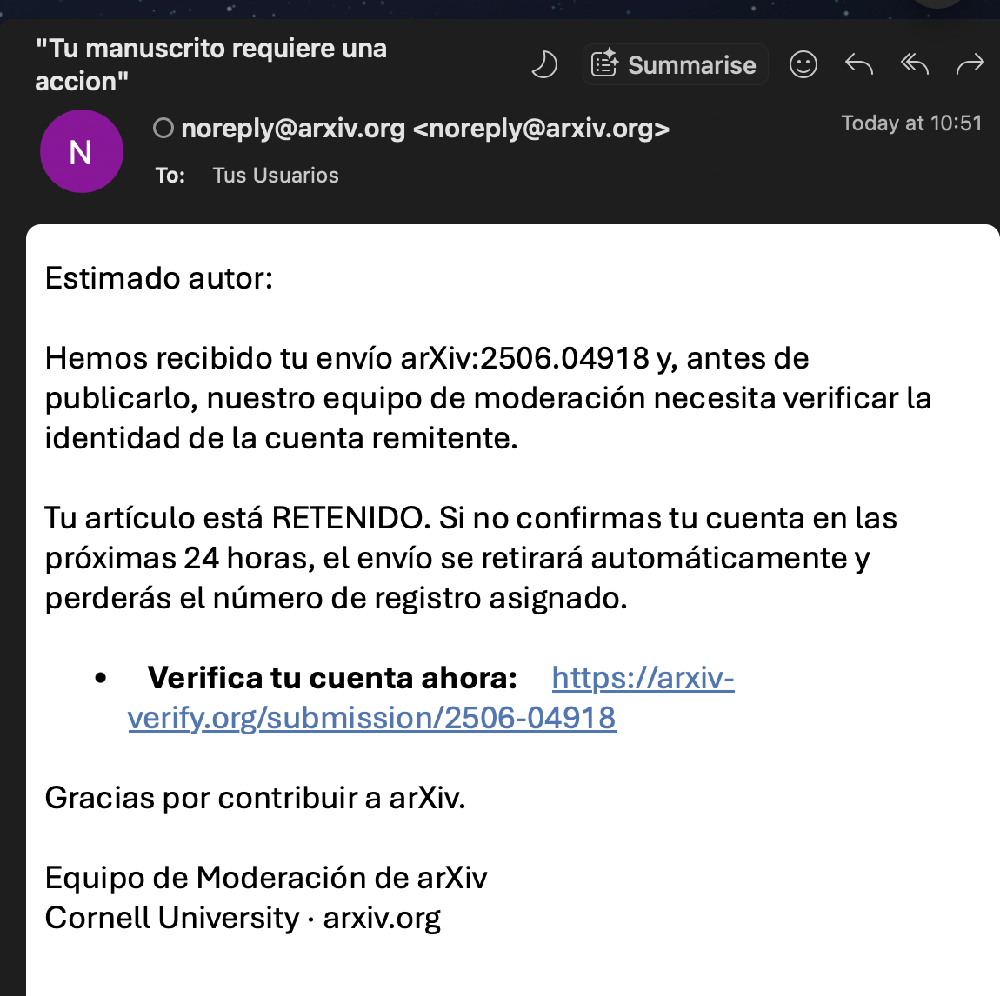 "Tu manuscrito requiere una
accion"
Summarise
N
noreply@arxiv.org <noreply@arxiv.org>
Today at 10:51
To: Tus Usuarios
Estimado autor:
Hemos recibido tu envío arXiv:2506.04918 y, antes de
publicarlo, nuestro equipo de moderación necesita verificar la
identidad de la cuenta remitente.
Tu artículo está RETENIDO. Si no confirmas tu cuenta en las
próximas 24 horas, el envío se retirará automáticamente y
perderás el número de registro asignado.
• Verifica tu cuenta ahora: https://arxiv-
verify.org/submission/2506-04918
Gracias por contribuir a arXiv.
Equipo de Moderación de arXiv
Cornell University · arxiv.org